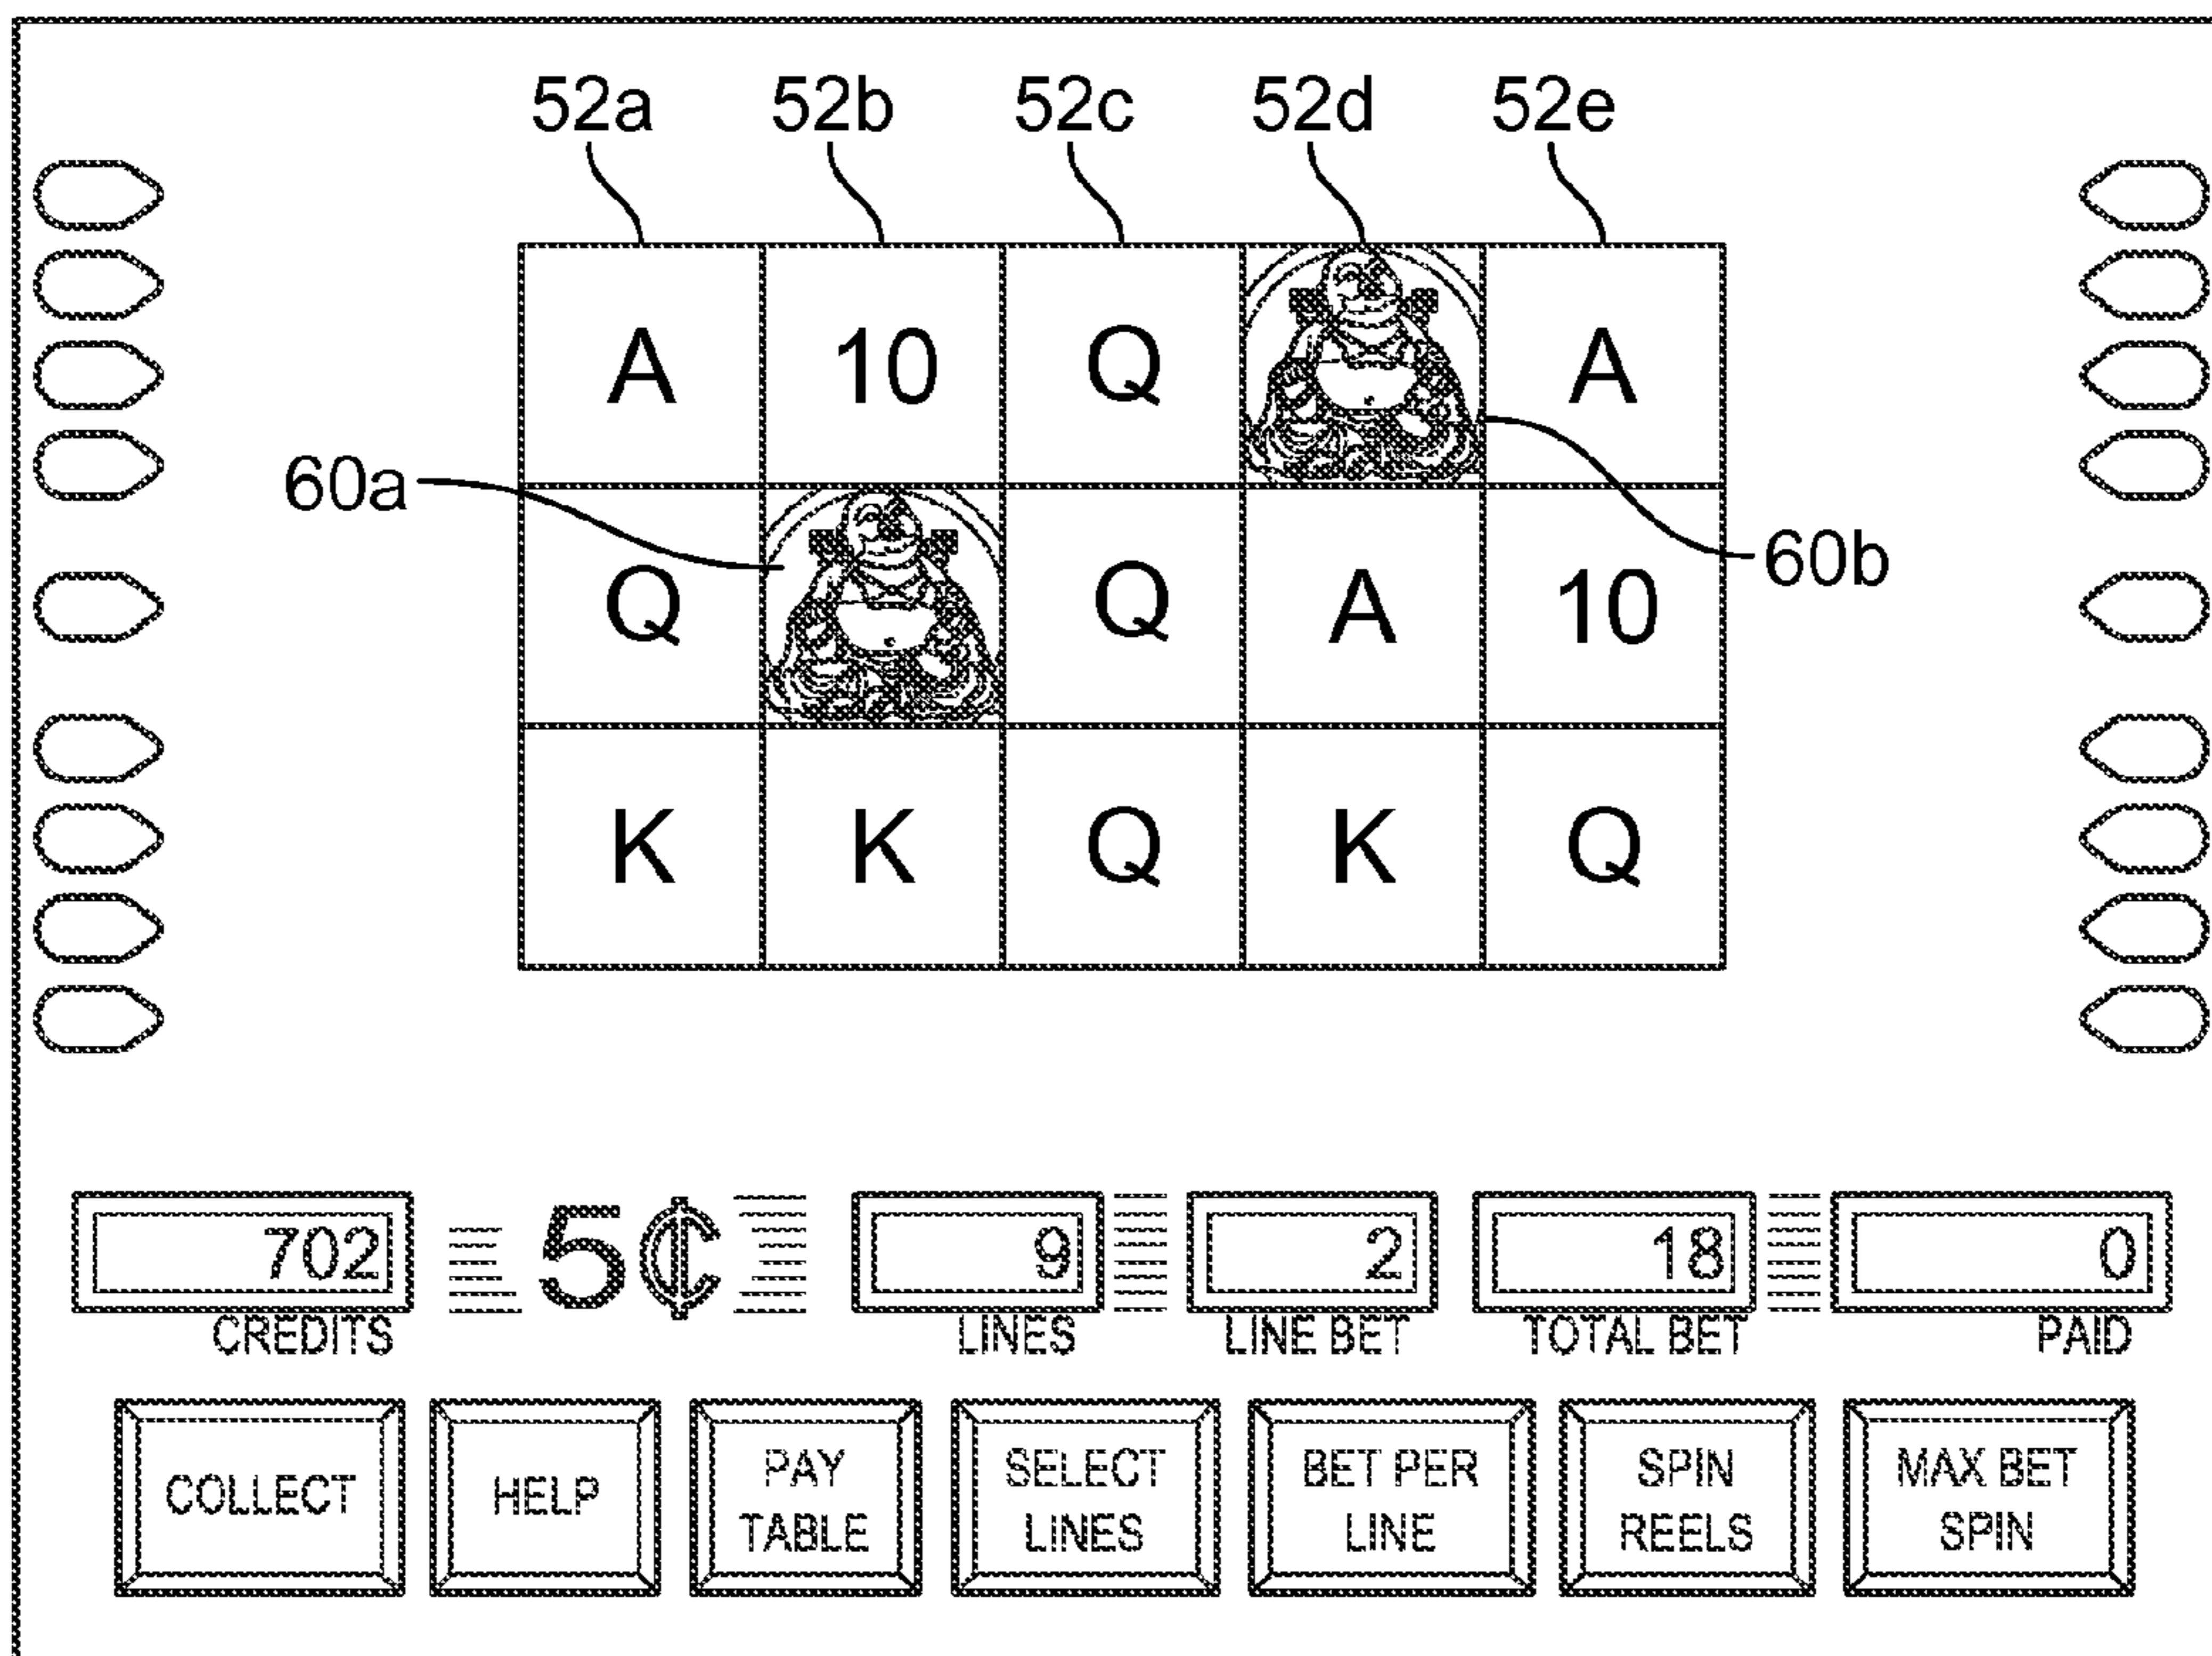 52a 52b 52c 52d 52e
A 10 Q A
60a
Q Q A 10
60b
K K Q K Q
702 5¢ 9 2 18 0
CREDITS LINES LINE BET TOTAL BET PAID
COLLECT HELP PAY TABLE SELECT LINES BET PER LINE SPIN REELS MAX BET SPIN